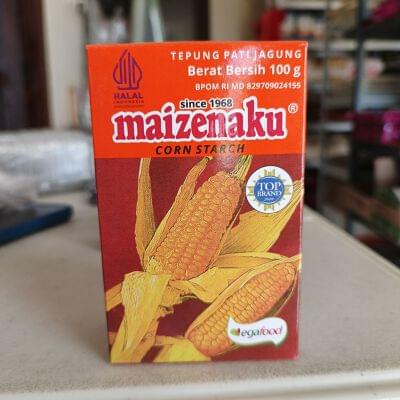 HALAL
INDONESIA
TEPUNG PATI JAGUNG
Berat Bersih 100 g
BPOM RI MD 829709024155
since 1968
maizenaku®
CORN STARCH
TOP
BRAND
egafood